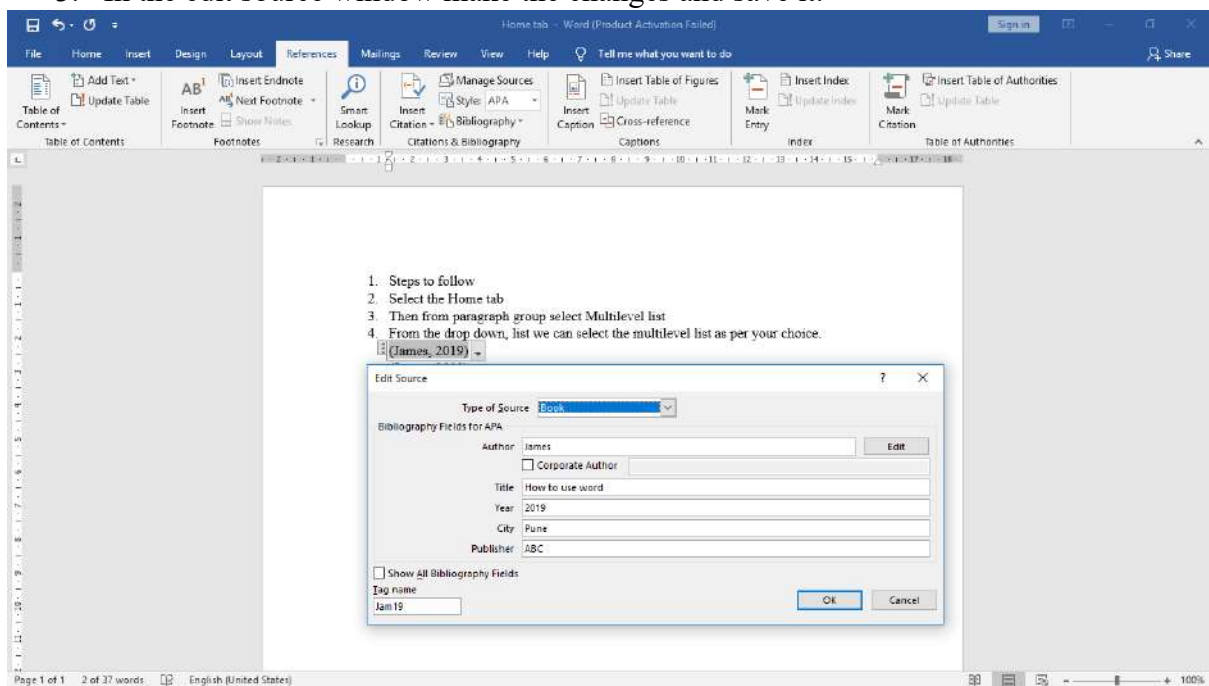 In the edit source window make the changes and save it.
Home tab - Word (Product Activation Failed)
Sign in
File Home Insert Design Layout References Mailings Review View Help Tell me what you want to do Share
Table of Contents
Add Text
Update Table
Table of Contents
AB1 Insert Footnote
Insert Endnote
Next Footnote
Show Notes
Footnotes
Smart Lookup
Research
Insert Citation
Manage Sources
Style: APA
Bibliography
Citations & Bibliography
Insert Caption
Insert Table of Figures
Update Table
Cross-reference
Captions
Mark Entry
Insert Index
Update Index
Index
Mark Citation
Insert Table of Authorities
Update Table
Table of Authorities
1. Steps to follow
2. Select the Home tab
3. Then from paragraph group select Multilevel list
4. From the drop down, list we can select the multilevel list as per your choice.
(James, 2019)
Edit Source ?
Type of Source Book
Bibliography Fields for APA
Author James Edit
Corporate Author
Title How to use word
Year 2019
City Pune
Publisher ABC
Show All Bibliography Fields
Tag name
Jam19
OK Cancel
Page 1 of 1 2 of 37 words English (United States) 100%